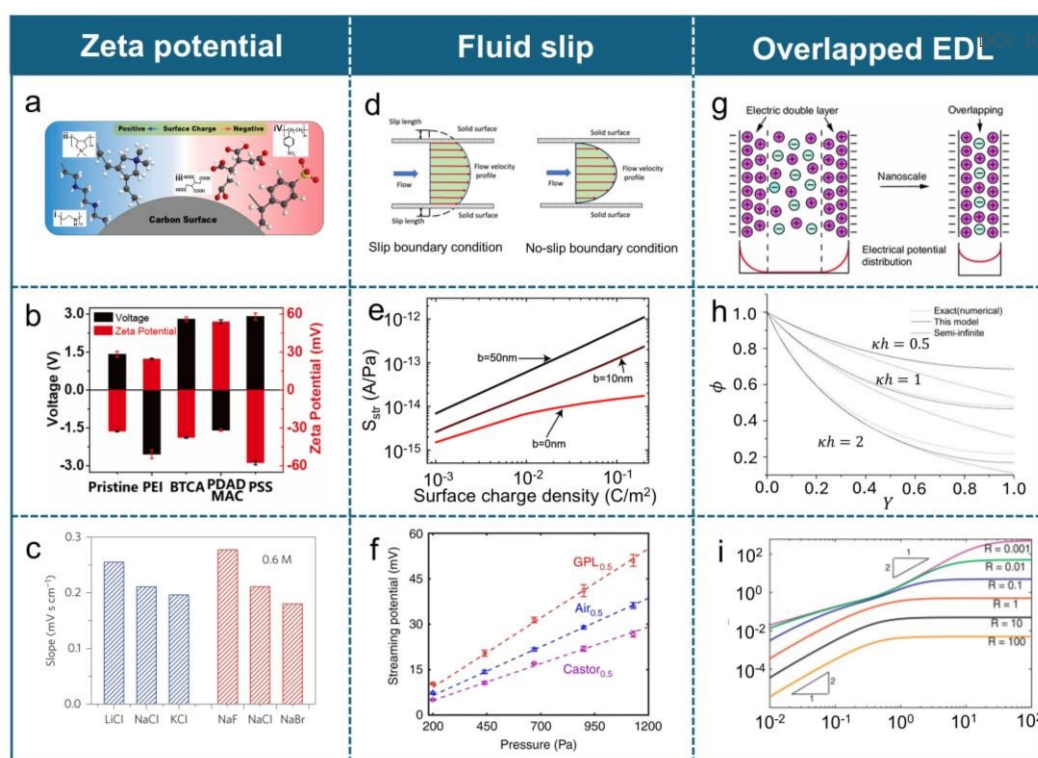 Zeta potential
Fluid slip
Overlapped EDL
DOI: 10
a
Positive
Surface Charge
Negative
i
ii
iii
iv
HOOC
COOH
Carbon Surface
d
Slip length
Solid surface
Flow
Flow velocity
profile
Slip length
Solid surface
Slip boundary condition
Solid surface
Flow
Flow velocity
profile
Solid surface
No-slip boundary condition
g
Electric double layer
Overlapping
Nanoscale
Electrical potential
distribution
b
Voltage
Zeta Potential
Voltage (V)
3.0
1.5
0.0
-1.5
-3.0
Zeta Potential (mV)
60
30
0
-30
-60
Pristine PEI BTCA PDAD
MAC PSS
e
S_str (A/Pa)
10⁻¹²
10⁻¹³
10⁻¹⁴
10⁻¹⁵
b=50nm
b=10nm
b=0nm
10⁻³ 10⁻² 10⁻¹
Surface charge density (C/m²)
h
Exact(numerical)
This model
Semi-infinite
κh = 0.5
κh = 1
κh = 2
ϕ
1.0
0.8
0.6
0.4
0.2
0.0 0.2 0.4 0.6 0.8 1.0
Y
c
0.6 M
Slope (mV s cm⁻¹)
0.3
0.2
0.1
0.0
LiCl NaCl KCl NaF NaCl NaBr
f
Streaming potential (mV)
60
45
30
15
0
GPL₀.₅
Air₀.₅
Castor₀.₅
200 450 700 950 1200
Pressure (Pa)
i
10²
10⁰
10⁻²
10⁻⁴
1
2
R = 0.001
R = 0.01
R = 0.1
R = 1
R = 10
R = 100
2
1
10⁻² 10⁻¹ 10⁰ 10¹ 10²